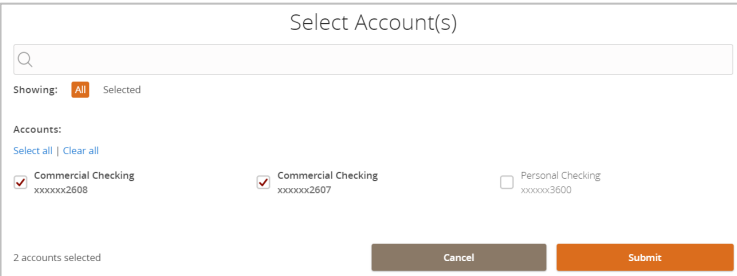 Select Account(s)
Showing: All Selected
Accounts:
Select all | Clear all
Commercial Checking
xxxxxx2608
Commercial Checking
xxxxxx2607
Personal Checking
xxxxxx3600
2 accounts selected
Cancel
Submit